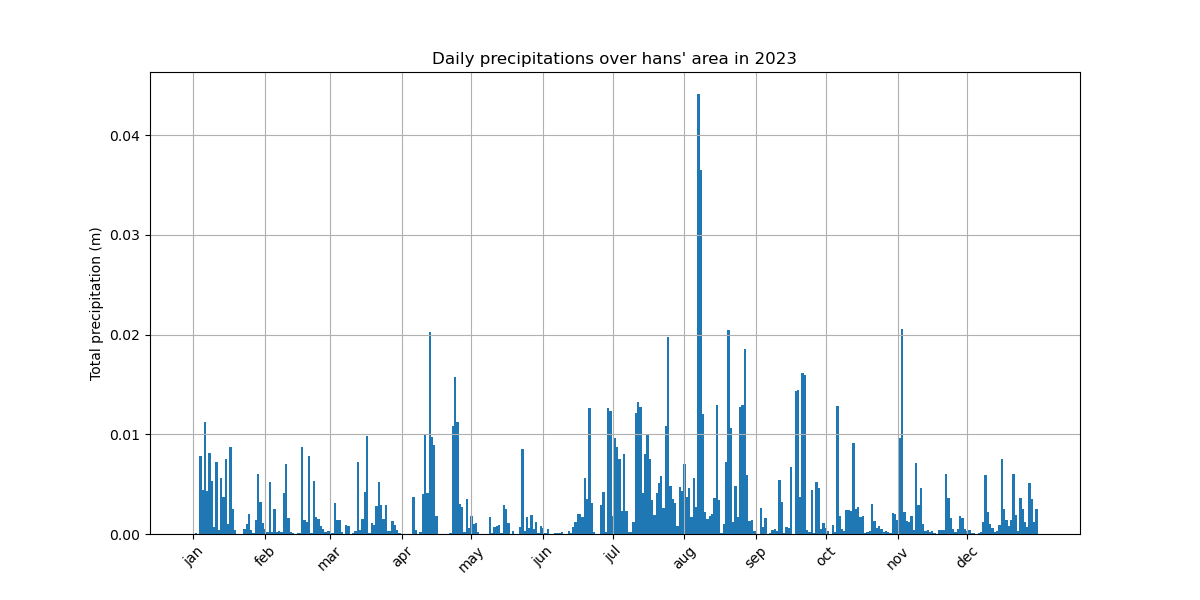 Daily precipitations over hans' area in 2023
Total precipitation (m)
0.04
0.03
0.02
0.01
0.00
jan
feb
mar
apr
may
jun
jul
aug
sep
oct
nov
dec